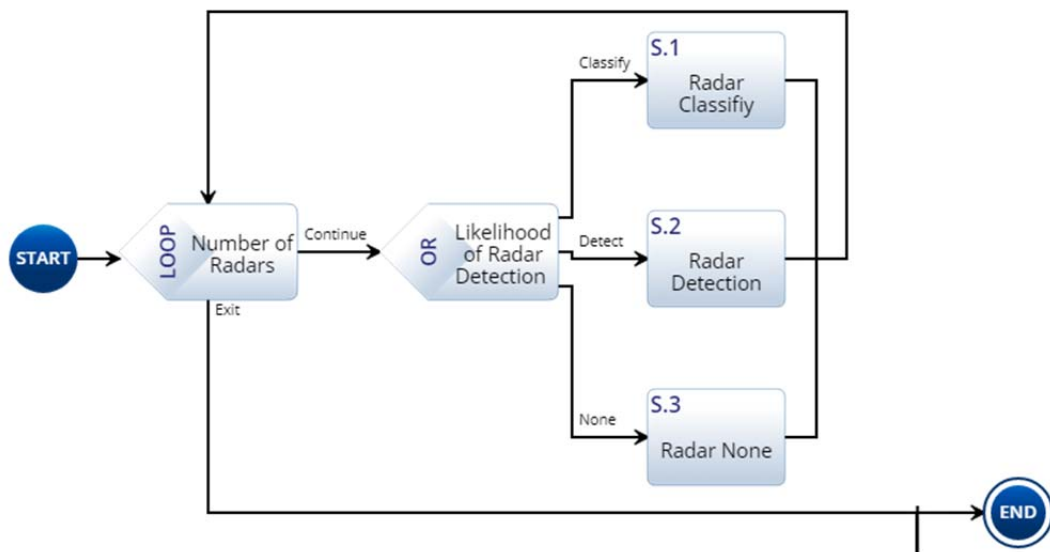 START
LOOP
Number of
Radars
Continue
Exit
OR
Likelihood
of Radar
Detection
Classify
S.1
Radar
Classifiy
Detect
S.2
Radar
Detection
None
S.3
Radar None
END